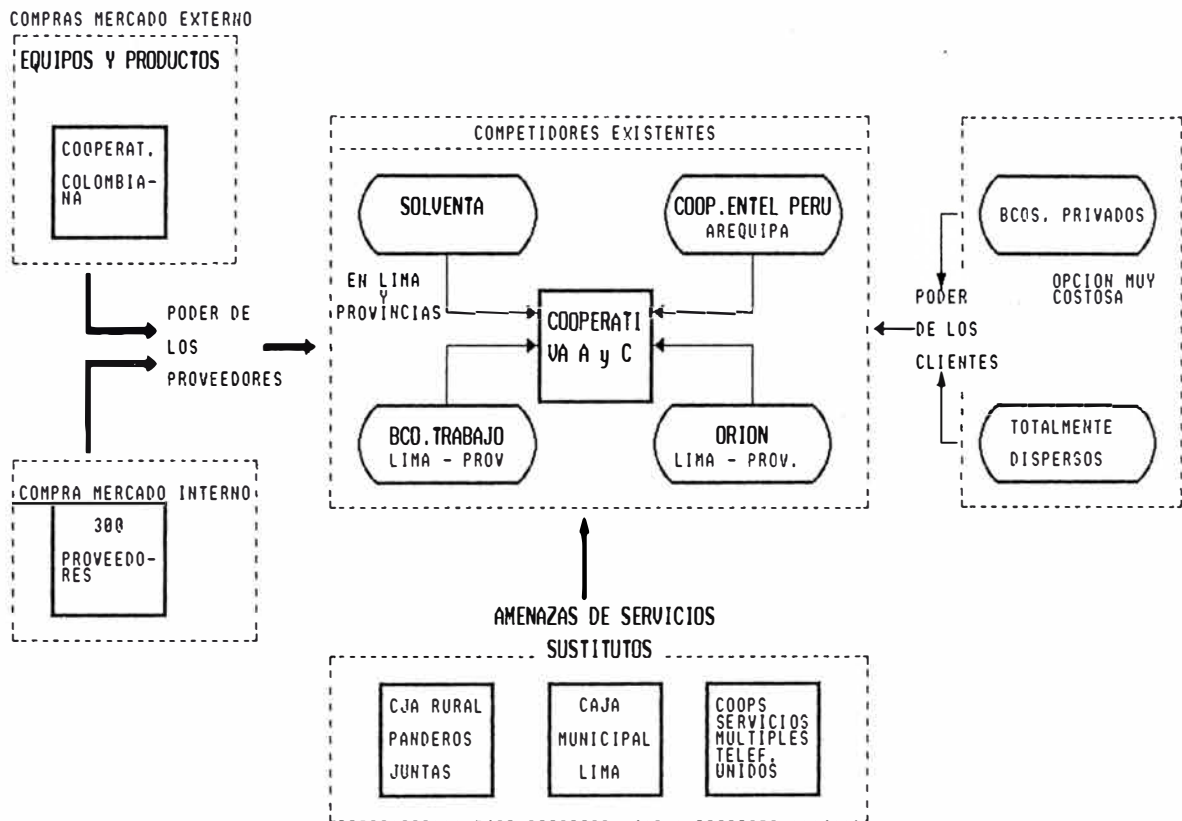 COMPRAS MERCADO EXTERNO
EQUIPOS Y PRODUCTOS
COOPERAT.
COLOMBIA-
NA
PODER DE
LOS
PROVEEDORES
COMPRA MERCADO INTERNO
300
PROVEEDO-
RES
COMPETIDORES EXISTENTES
SOLVENTA
COOP.ENTEL PERU
AREQUIPA
EN LIMA
Y
PROVINCIAS
COOPERATI
VA A y C
BCO.TRABAJO
LIMA - PROV
ORION
LIMA - PROV.
BCOS. PRIVADOS
OPCION MUY
COSTOSA
PODER
DE LOS
CLIENTES
TOTALMENTE
DISPERSOS
AMENAZAS DE SERVICIOS
SUSTITUTOS
CJA RURAL
PANDEROS
JUNTAS
CAJA
MUNICIPAL
LIMA
COOPS
SERVICIOS
MULTIPLES
TELEF.
UNIDOS